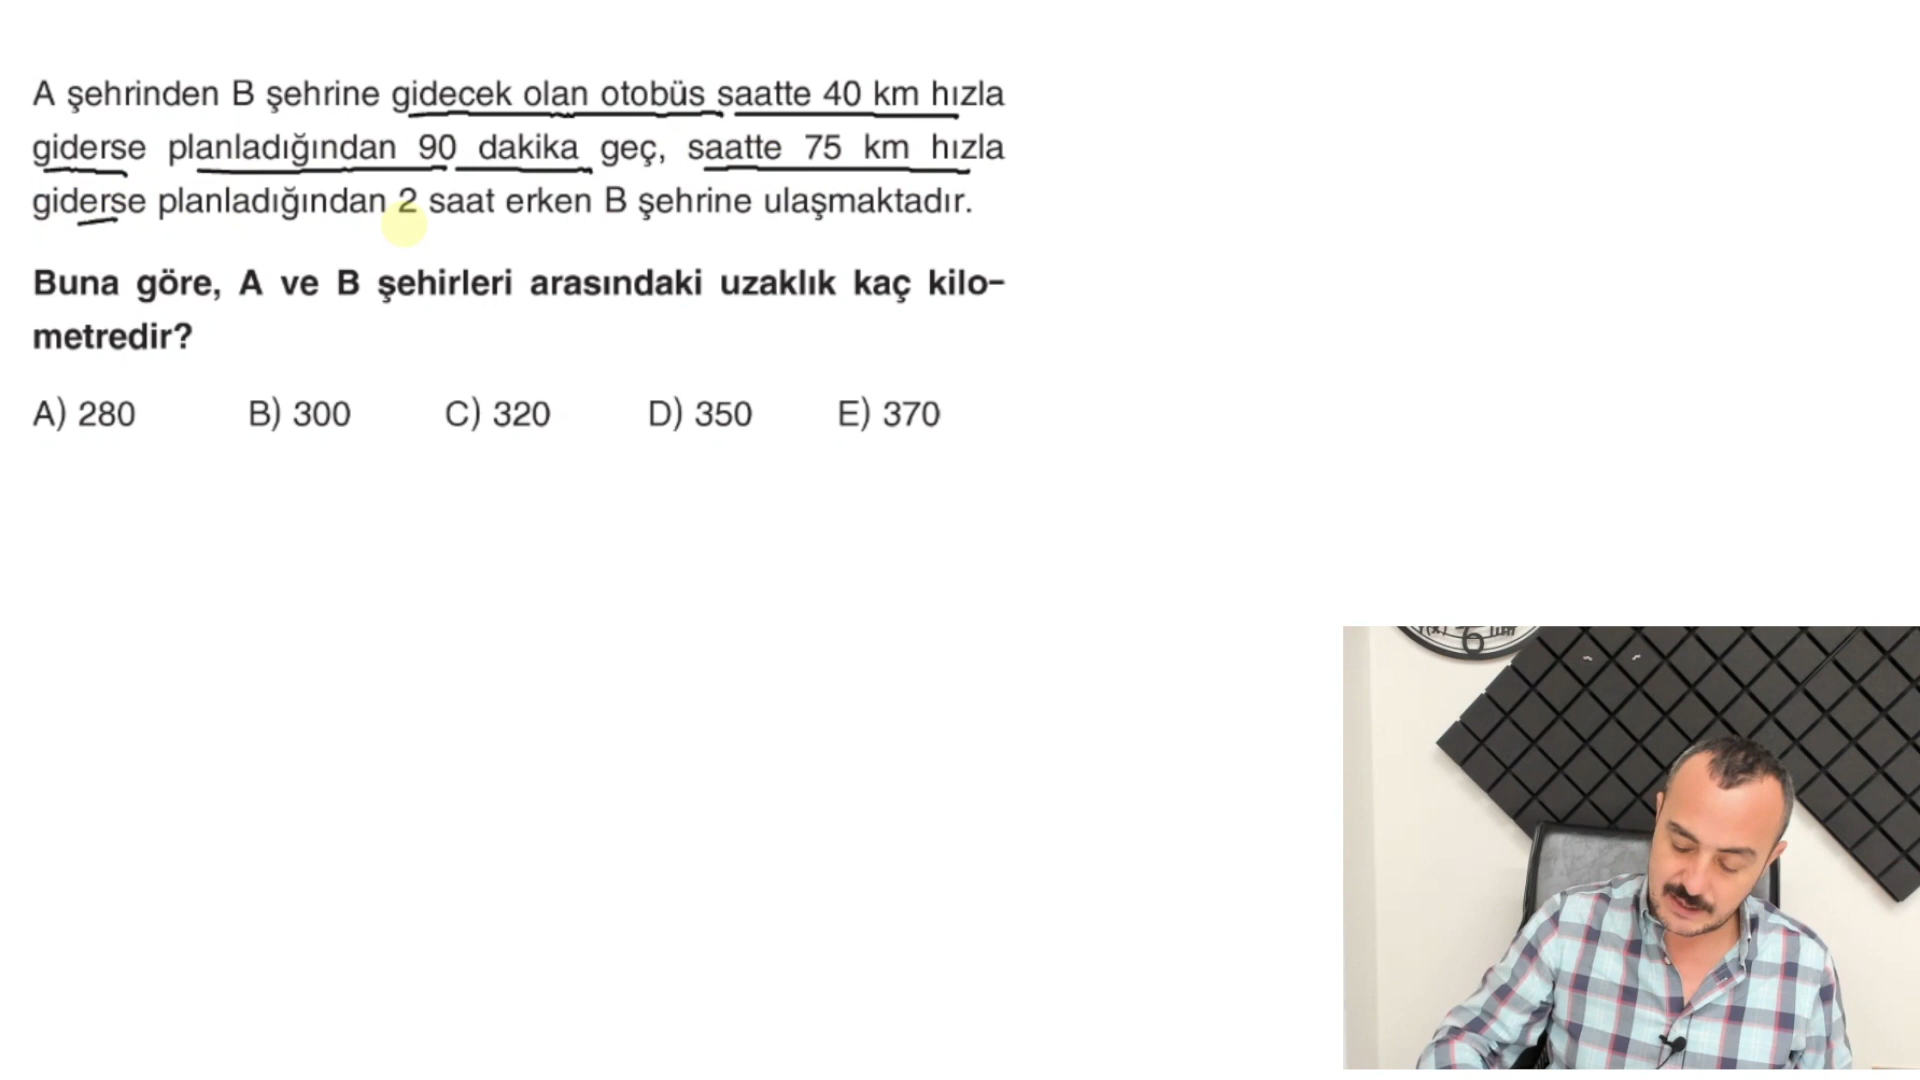 A şehrinden B şehrine gidecek olan otobüs saatte 40 km hızla
giderse planladığından 90 dakika geç, saatte 75 km hızla
giderse planladığından 2 saat erken B şehrine ulaşmaktadır.
Buna göre, A ve B şehirleri arasındaki uzaklık kaç kilo-
metredir?
A) 280 B) 300 C) 320 D) 350 E) 370
6